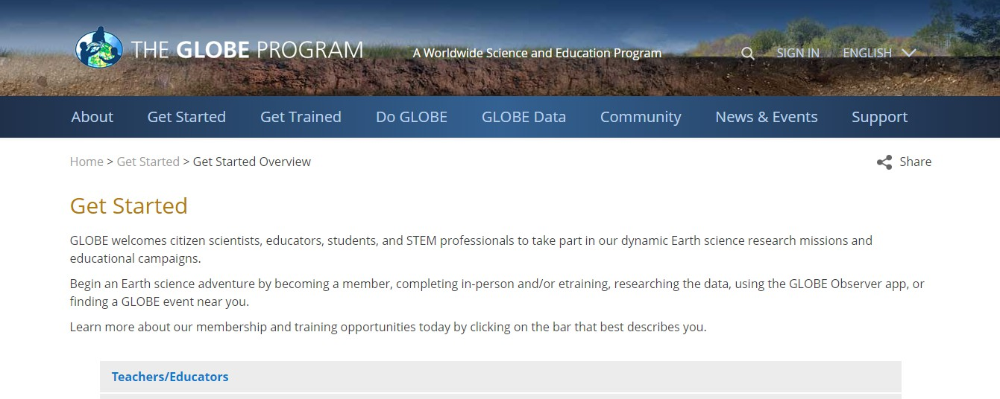 THE GLOBE PROGRAM
A Worldwide Science and Education Program
SIGN IN
ENGLISH
About
Get Started
Get Trained
Do GLOBE
GLOBE Data
Community
News & Events
Support
Home > Get Started > Get Started Overview
Share
Get Started
GLOBE welcomes citizen scientists, educators, students, and STEM professionals to take part in our dynamic Earth science research missions and
educational campaigns.
Begin an Earth science adventure by becoming a member, completing in-person and/or etraining, researching the data, using the GLOBE Observer app, or
finding a GLOBE event near you.
Learn more about our membership and training opportunities today by clicking on the bar that best describes you.
Teachers/Educators